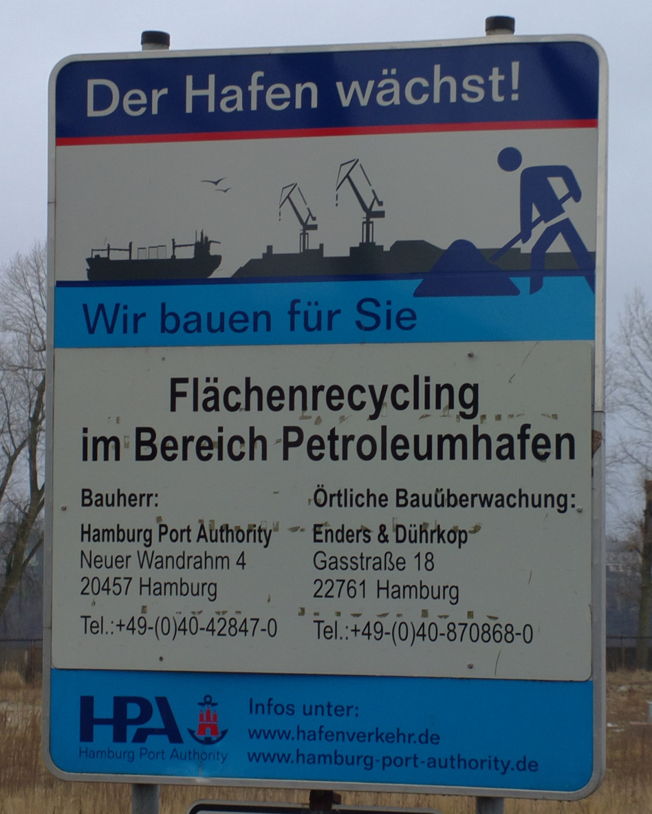 Der Hafen wächst!
Wir bauen für Sie
Flächenrecycling
im Bereich Petroleumhafen
Bauherr:
Hamburg Port Authority
Neuer Wandrahm 4
20457 Hamburg
Tel.:+49-(0)40-42847-0
Örtliche Bauüberwachung:
Enders & Dührkop
Gasstraße 18
22761 Hamburg
Tel.:+49-(0)40-870868-0
HPA
Hamburg Port Authority
Infos unter:
www.hafenverkehr.de
www.hamburg-port-authority.de